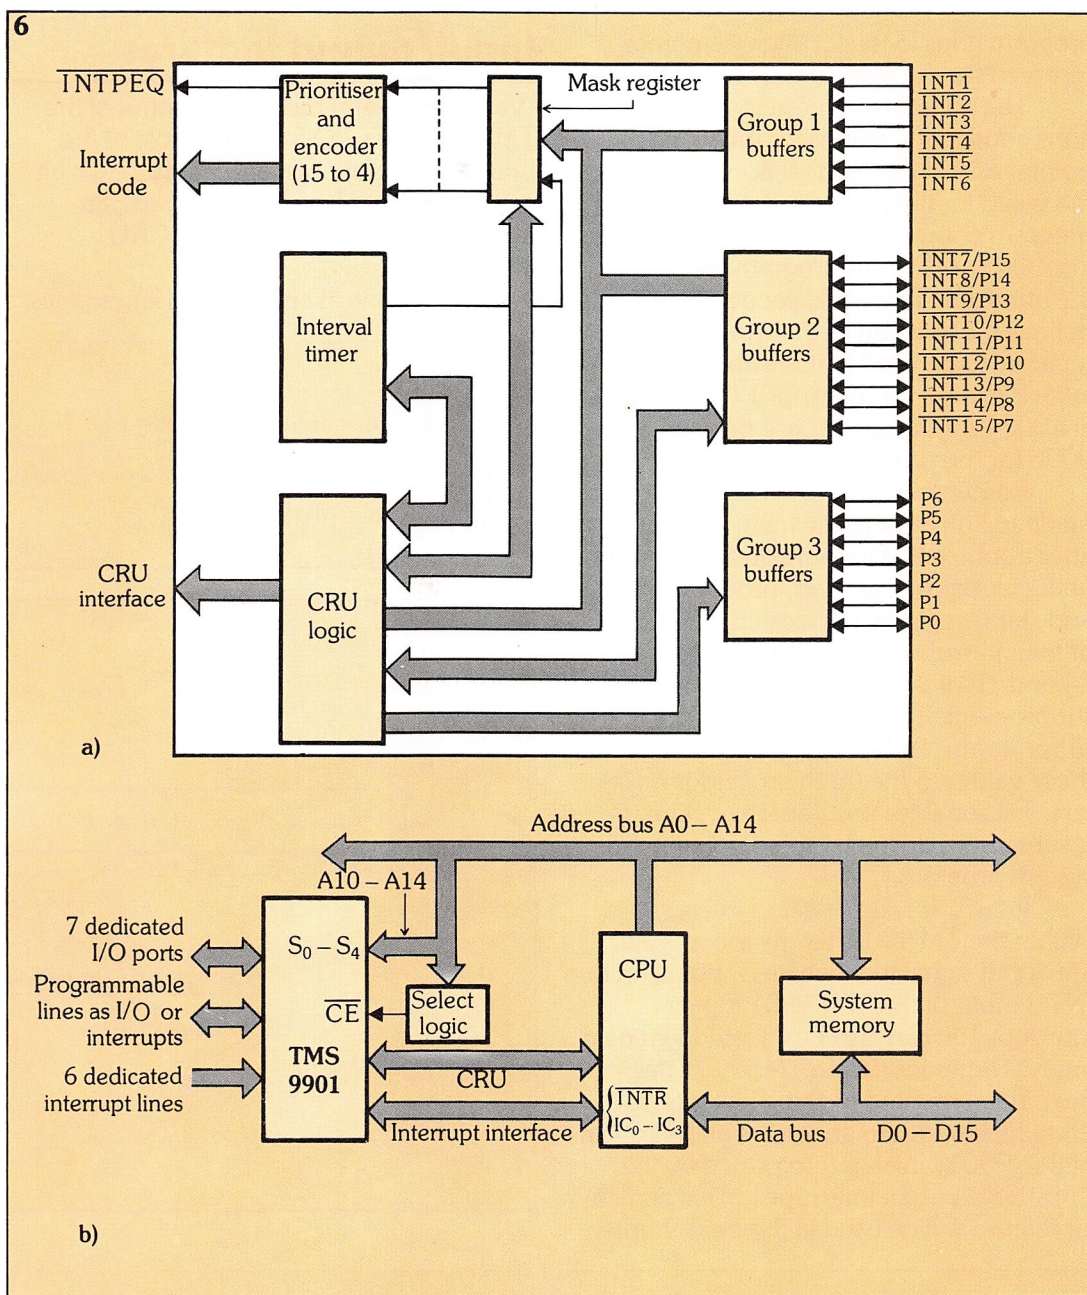 6
INTPEQ
Interrupt
code
Prioritiser
and
encoder
(15 to 4)
Mask register
Group 1
buffers
INT1
INT2
INT3
INT4
INT5
INT6
Interval
timer
Group 2
buffers
INT7/P15
INT8/P14
INT9/P13
INT10/P12
INT11/P11
INT12/P10
INT13/P9
INT14/P8
INT15/P7
CRU
interface
CRU
logic
Group 3
buffers
P6
P5
P4
P3
P2
P1
P0
a)
Address bus A0–A14
A10–A14
7 dedicated
I/O ports
Programmable
lines as I/O or
interrupts
6 dedicated
interrupt lines
S0–S4
CE
TMS
9901
Select
logic
CRU
Interrupt interface
CPU
INTR
IC0–IC3
System
memory
Data bus
D0–D15
b)